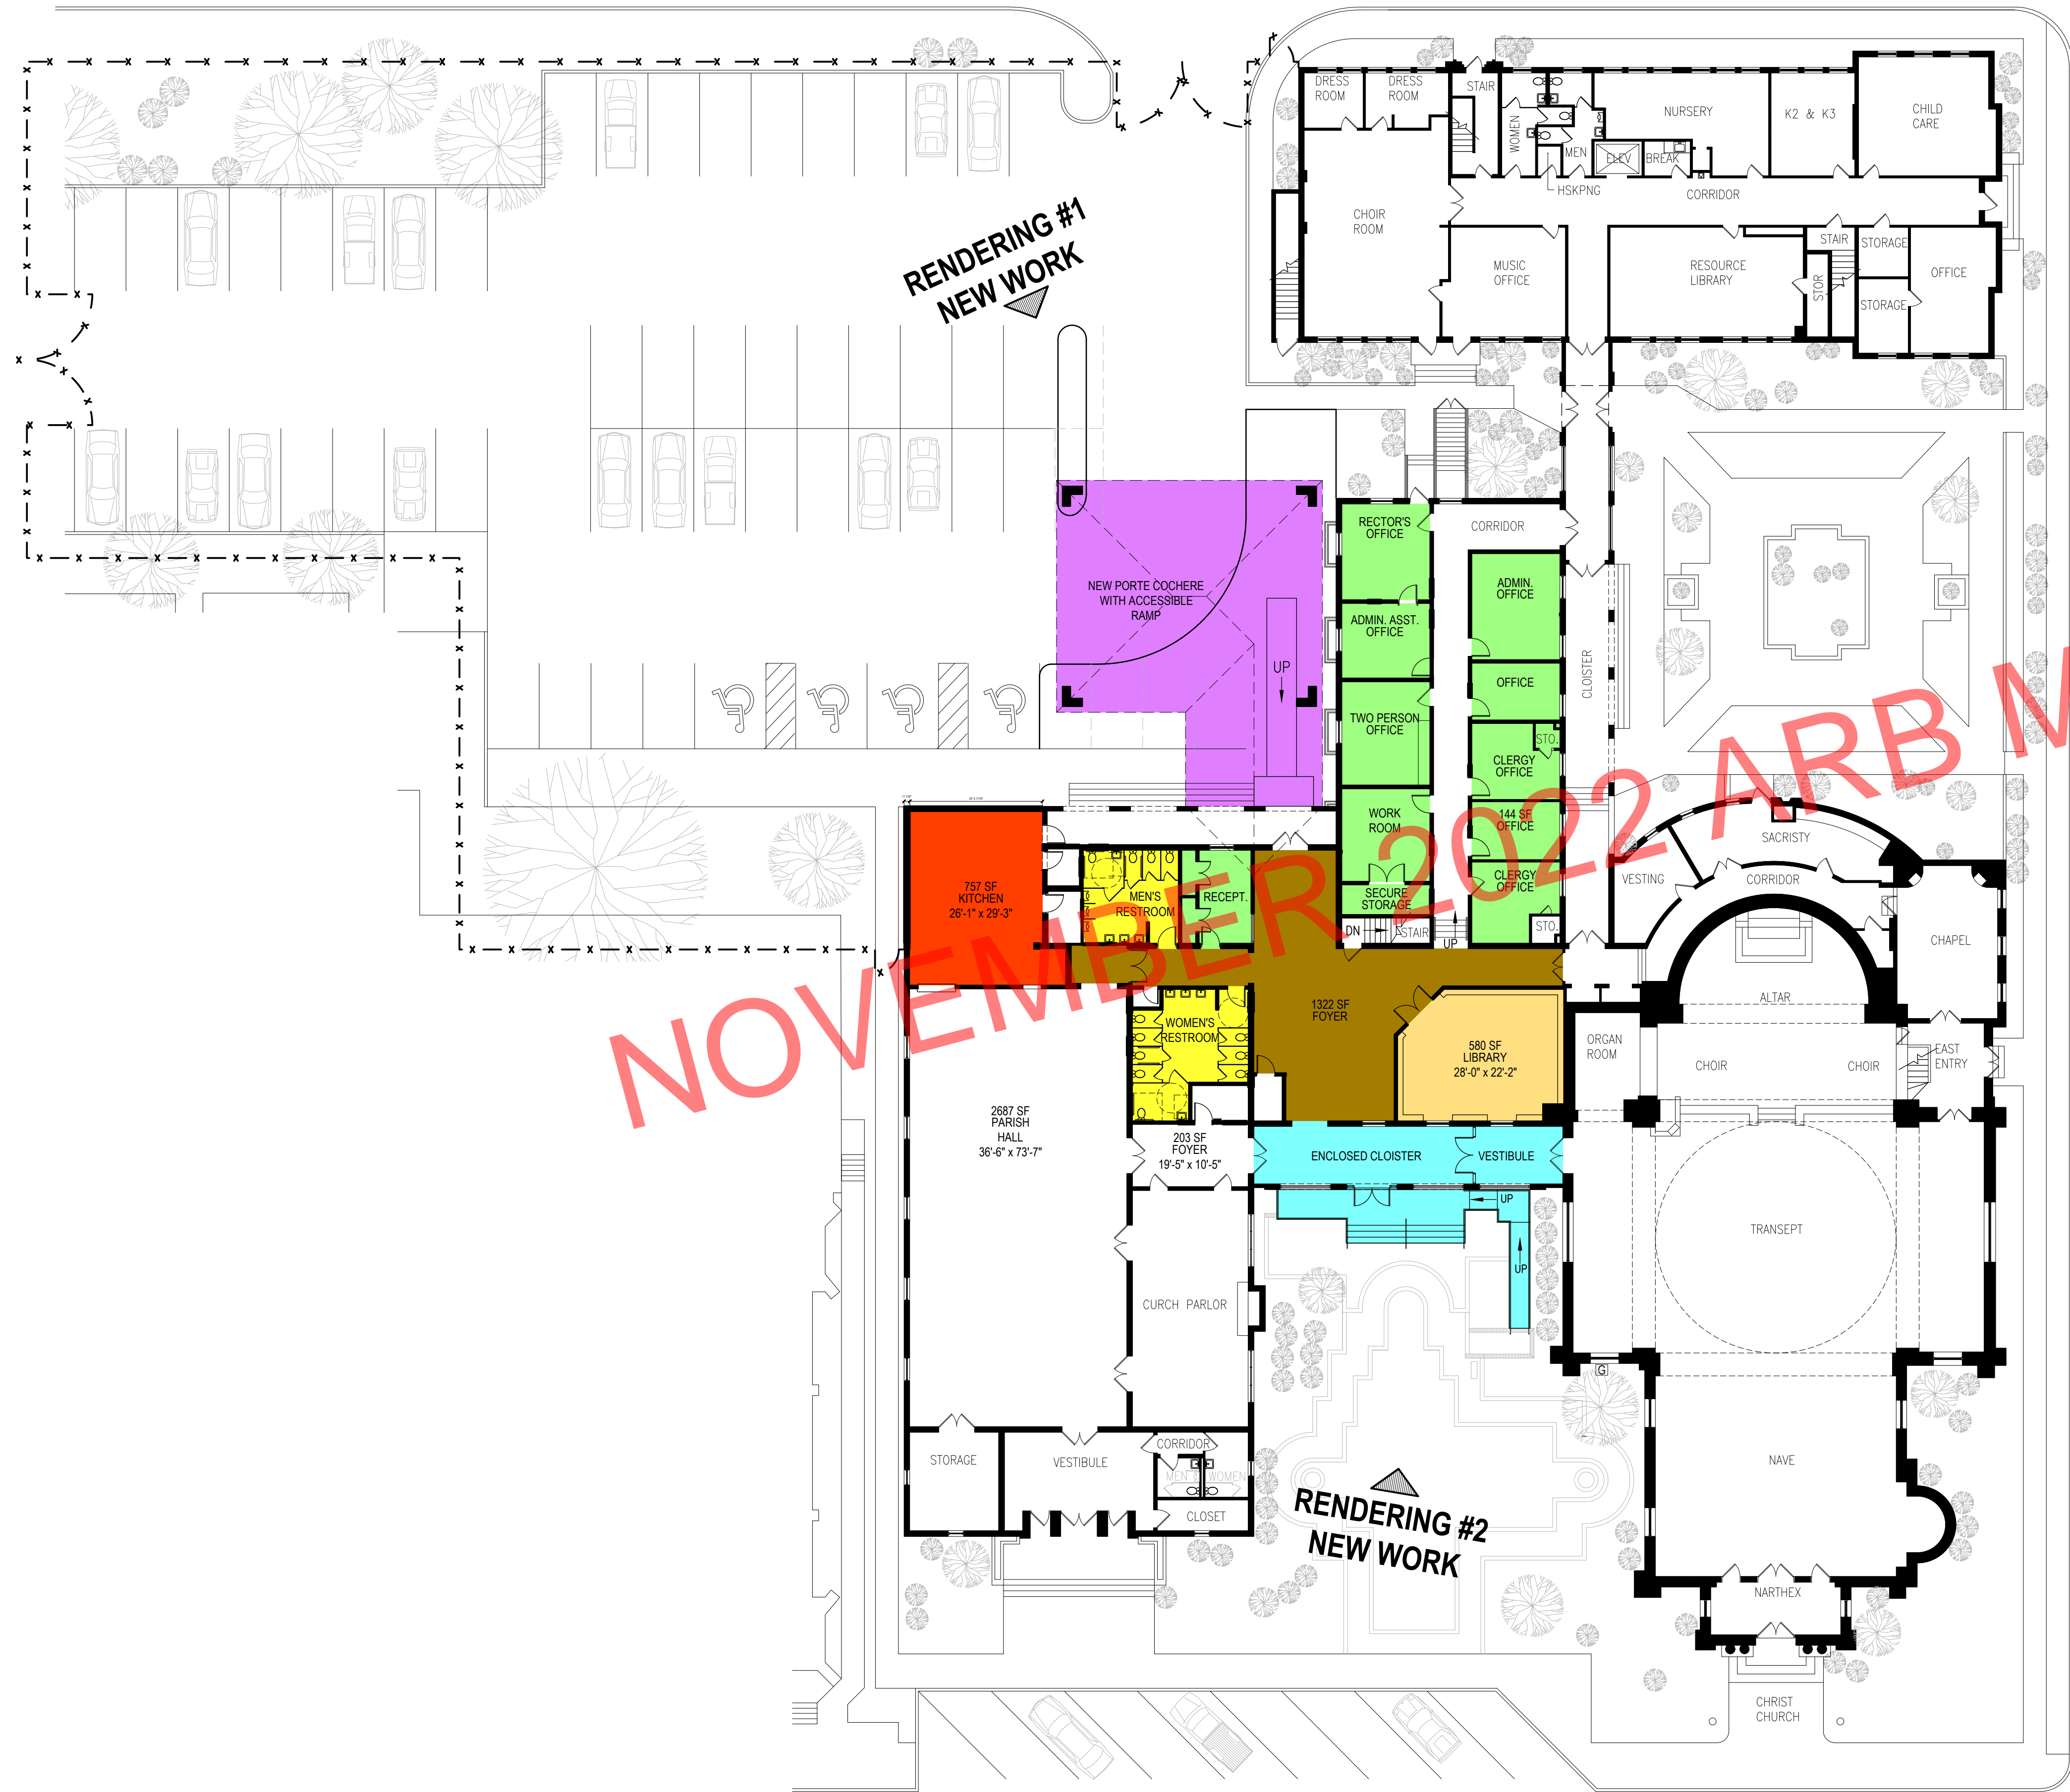 DRESS
ROOM
DRESS
ROOM
STAIR
WOMEN
MEN
HSKPNG
ELEV
BREAK
NURSERY
K2 & K3
CHILD
CARE
CORRIDOR
CHOIR
ROOM
MUSIC
OFFICE
RESOURCE
LIBRARY
STOR
STAIR
STORAGE
STORAGE
OFFICE
RENDERING #1
NEW WORK
NEW PORTE COCHERE
WITH ACCESSIBLE
RAMP
UP
RECTOR'S
OFFICE
CORRIDOR
ADMIN.
OFFICE
ADMIN. ASST.
OFFICE
OFFICE
TWO PERSON
OFFICE
STO.
CLERGY
OFFICE
WORK
ROOM
144 SF
OFFICE
CLERGY
OFFICE
SECURE
STORAGE
STO.
DN
STAIR
UP
CLOISTER
SACRISTY
VESTING
CORRIDOR
CHAPEL
ALTAR
ORGAN
ROOM
CHOIR
CHOIR
EAST
ENTRY
757 SF
KITCHEN
26'-1" x 29'-3"
MEN'S
RESTROOM
RECEPT.
1322 SF
FOYER
580 SF
LIBRARY
28'-0" x 22'-2"
WOMEN'S
RESTROOM
2687 SF
PARISH
HALL
36'-6" x 73'-7"
203 SF
FOYER
19'-5" x 10'-5"
ENCLOSED CLOISTER
VESTIBULE
UP
UP
TRANSEPT
CURCH PARLOR
G
NAVE
STORAGE
VESTIBULE
CORRIDOR
MEN
WOMEN
CLOSET
RENDERING #2
NEW WORK
NARTHEX
CHRIST
CHURCH
NOVEMBER 2022 ARB M